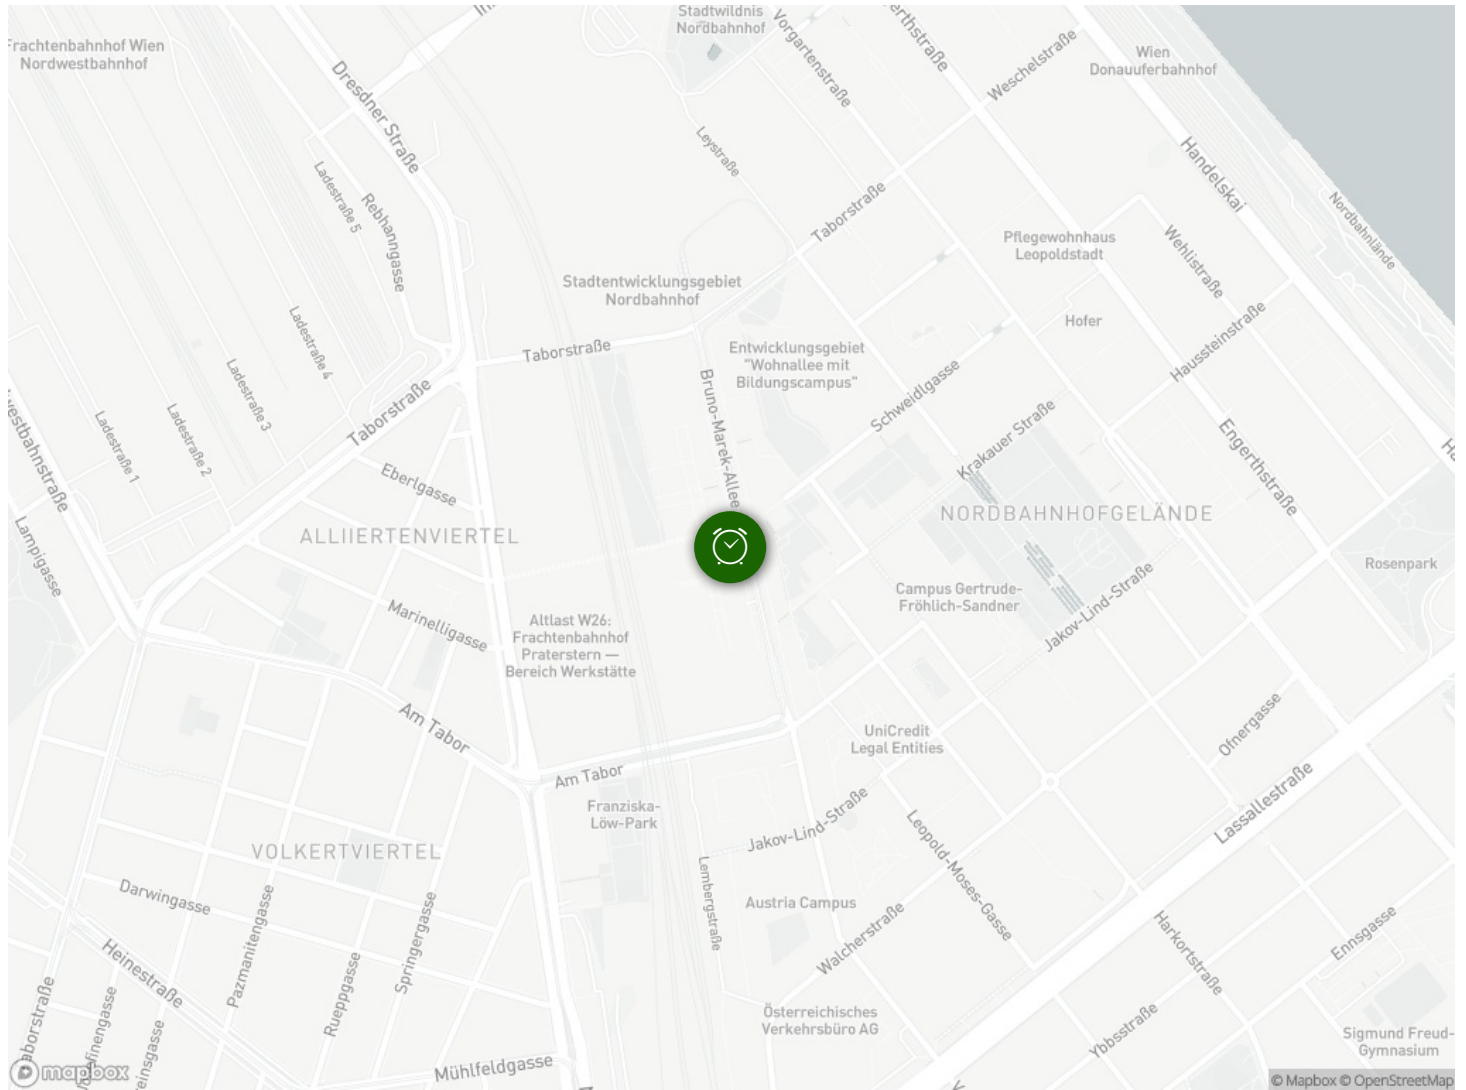 Stadtwildnis
Nordbahnhof
Frachtenbahnhof Wien
Nordwestbahnhof
Dresdner Straße
Vorgartenstraße
Weschelstraße
Wien
Donauuferbahnhof
Handelskai
Nordbahnlände
Leystraße
Taborstraße
Ladestraße 5
Rebhanngasse
Pflegewohnhaus
Leopoldstadt
Wehlistraße
Stadtentwicklungsgebiet
Nordbahnhof
Hofer
Haussteinstraße
Ladestraße 4
Taborstraße
Entwicklungsgebiet
"Wohnallee mit
Bildungscampus"
Ladestraße 3
Taborstraße
Bruno-Marek-Allee
Schweidlgasse
Krakauer Straße
Ladestraße 2
Ladestraße 1
Eberlgasse
Engerthstraße
ALLIIERTENVIERTEL
NORDBAHNHOFGELÄNDE
Lampigasse
Rosenpark
Campus Gertrude-
Fröhlich-Sandner
Jakov-Lind-Straße
Marinelligasse
Altlast W26:
Frachtenbahnhof
Praterstern —
Bereich Werkstätte
Am Tabor
UniCredit
Legal Entities
Ofnergasse
Am Tabor
Franziska-
Löw-Park
Jakov-Lind-Straße
Lassallestraße
VOLKERTVIERTEL
Leopold-Moses-Gasse
Darwingasse
Lembergstraße
Austria Campus
Pazmanitengasse
Springergasse
Walcherstraße
Harkortstraße
Ennsgasse
Heinestraße
Rueppgasse
Österreichisches
Verkehrsbüro AG
Ybbsstraße
Sigmund Freud-
Gymnasium
Mühlfeldgasse
mapbox
© Mapbox © OpenStreetMap